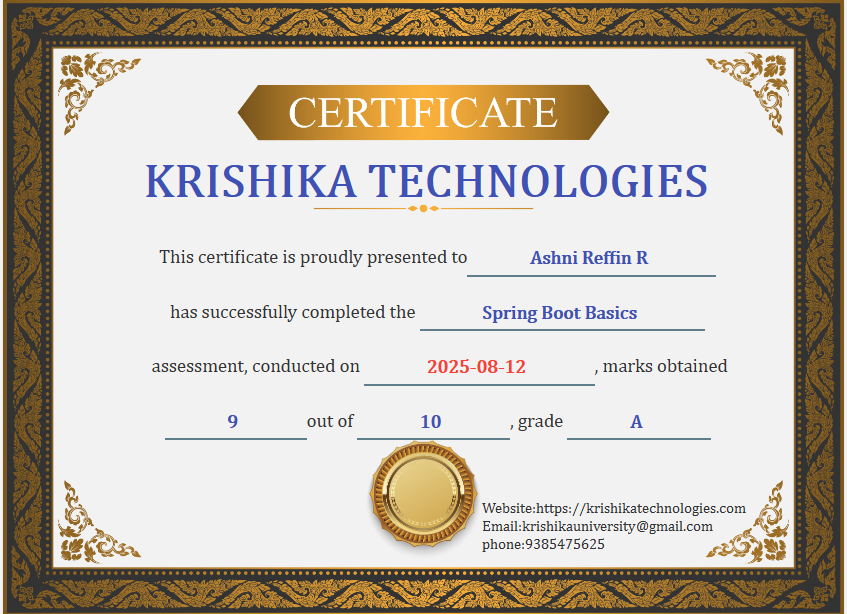 CERTIFICATE
KRISHIKA TECHNOLOGIES
This certificate is proudly presented to Ashni Reffin R
has successfully completed the Spring Boot Basics
assessment, conducted on 2025-08-12 , marks obtained
9 out of 10 , grade A
Website:https://krishikatechnologies.com
Email:krishikauniversity@gmail.com
phone:9385475625